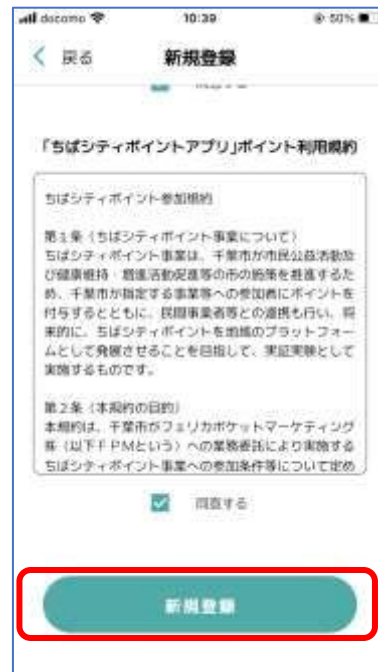 docomo 10:39 50%
戻る 新規登録
「ちばシティポイントアプリ」ポイント利用規約
ちばシティポイント参加規約
第1条（ちばシティポイント事業について）
ちばシティポイント事業は、千葉市が市民公益活動及
び健康維持・増進活動促進等の市の施策を推進するた
め、千葉市が指定する事業等への参加者にポイントを
付与するとともに、民間事業者等との連携も行い、将
来的に、ちばシティポイントを地域のプラットフォー
ムとして発展させることを目指して、実証実験として
実施するものです。
第2条（本規約の目的）
本規約は、千葉市がフェリカポケットマーケティング
㈱（以下FPMという）への業務委託により実施する
ちばシティポイント事業への参加条件等について定め
同意する
新規登録